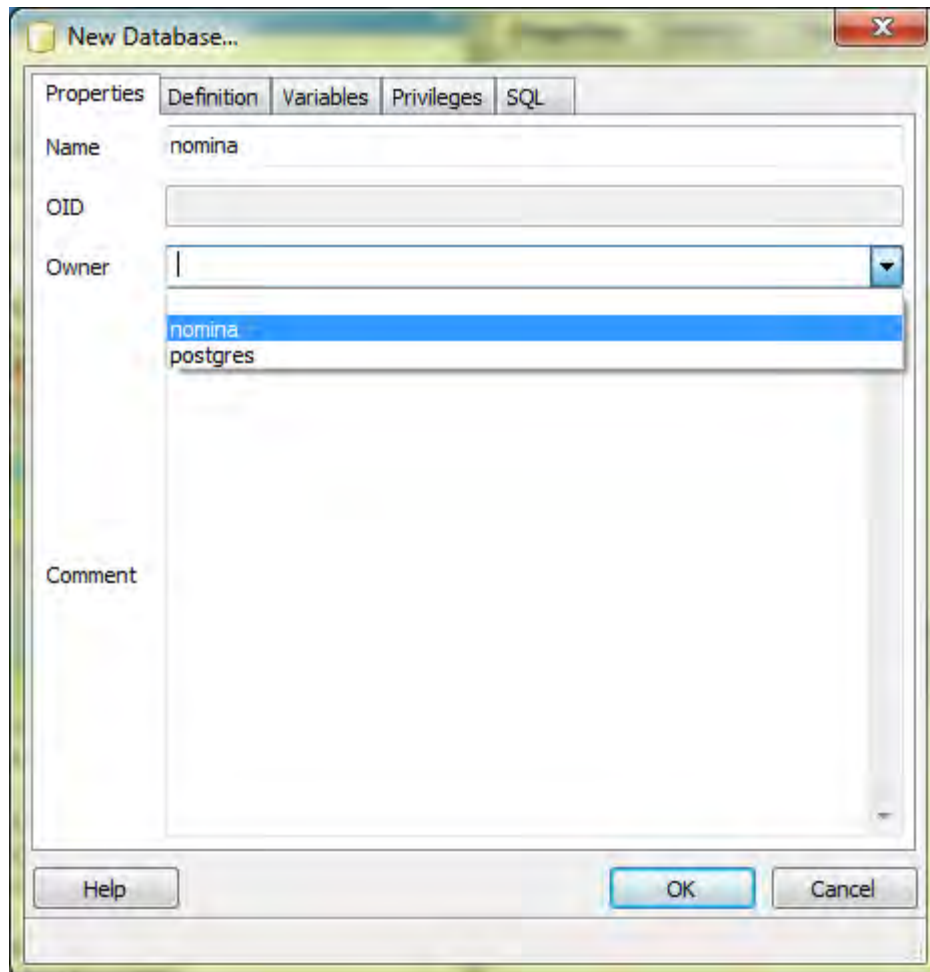 New Database...
Properties Definition Variables Privileges SQL
Name nomina
OID
Owner
nomina
postgres
Comment
Help OK Cancel